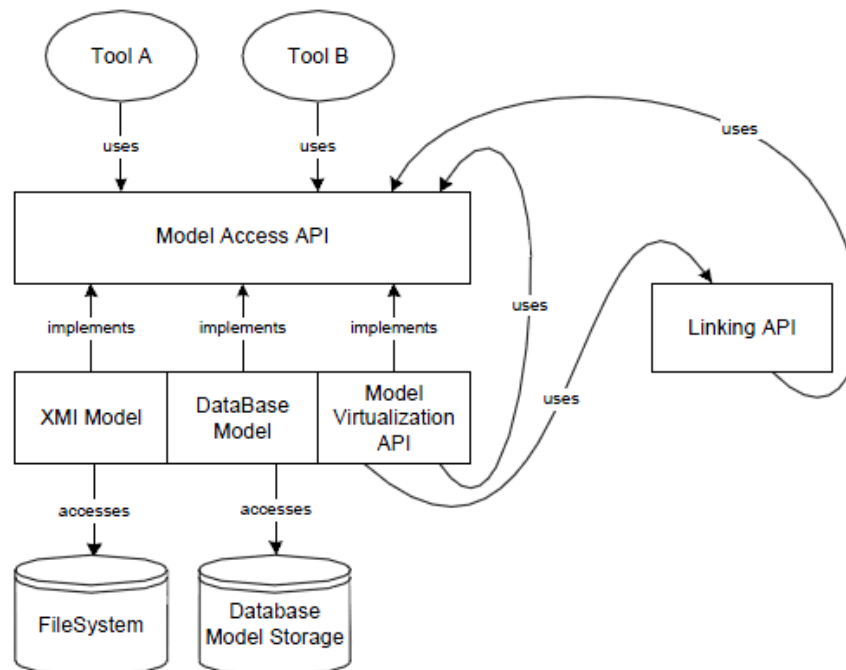 Tool A
Tool B
uses
uses
uses
Model Access API
uses
implements
implements
implements
Linking API
uses
XMI Model
DataBase
Model
Model
Virtualization
API
accesses
accesses
FileSystem
Database
Model Storage